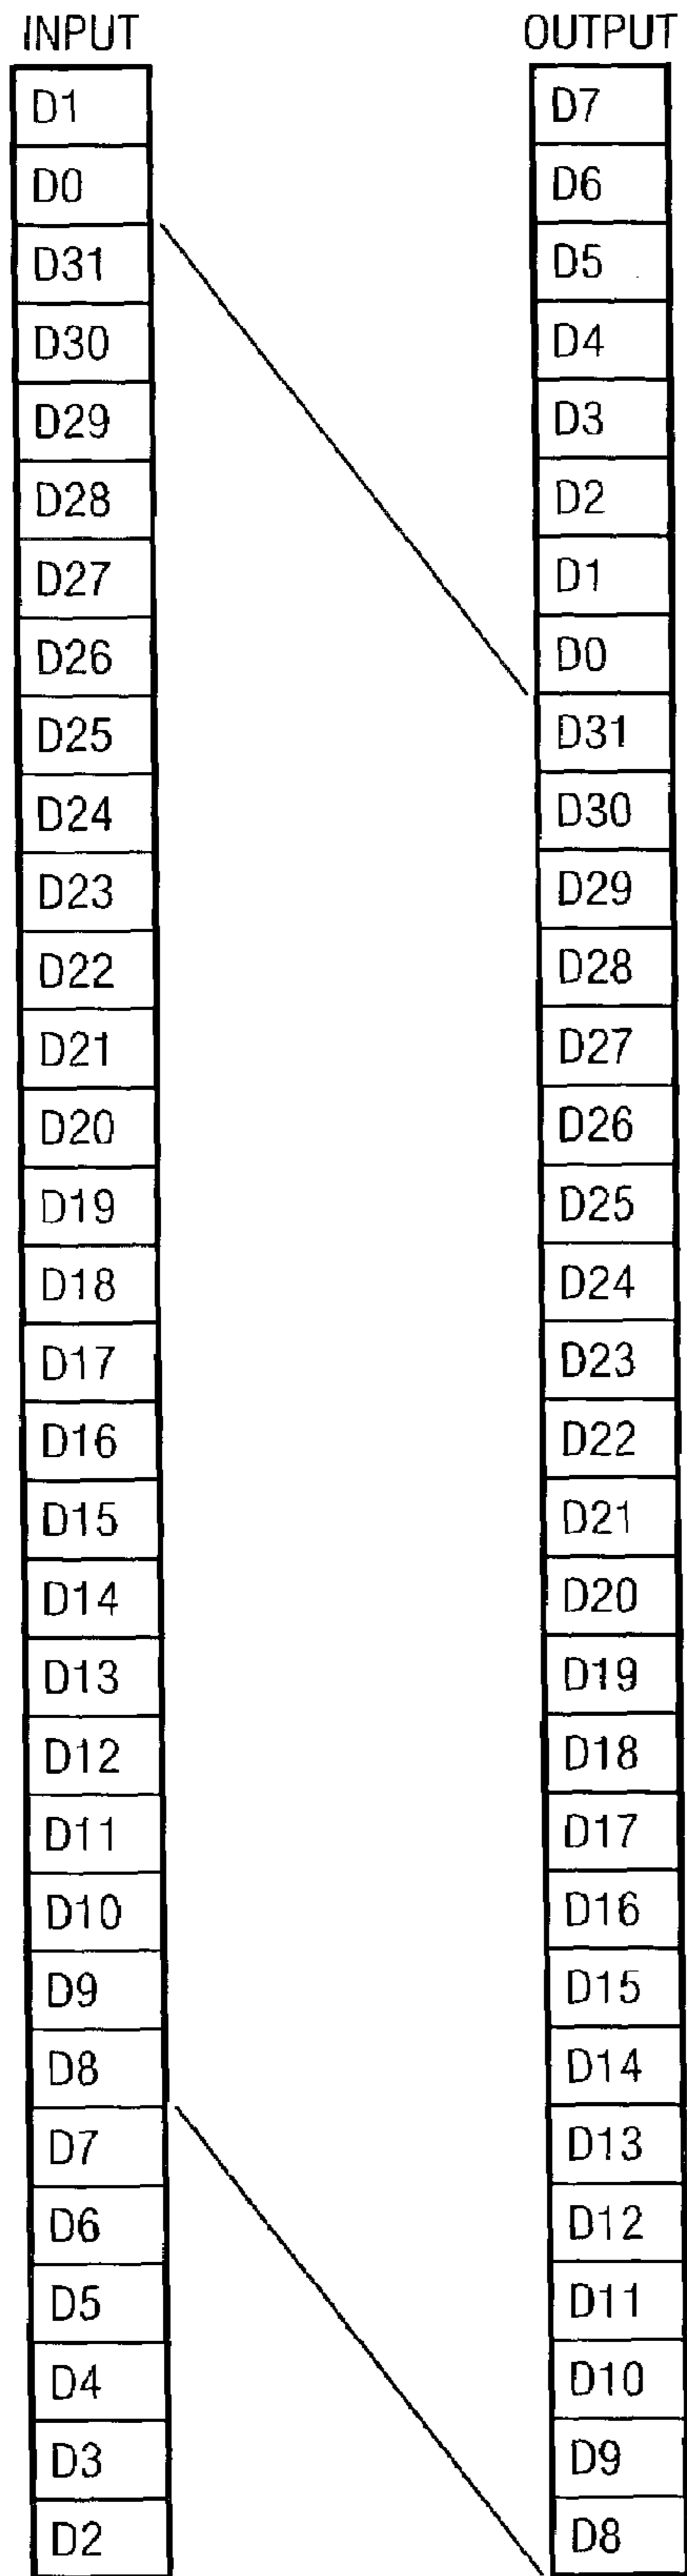 INPUT OUTPUT
D1 D7
D0 D6
D31 D5
D30 D4
D29 D3
D28 D2
D27 D1
D26 D0
D25 D31
D24 D30
D23 D29
D22 D28
D21 D27
D20 D26
D19 D25
D18 D24
D17 D23
D16 D22
D15 D21
D14 D20
D13 D19
D12 D18
D11 D17
D10 D16
D9 D15
D8 D14
D7 D13
D6 D12
D5 D11
D4 D10
D3 D9
D2 D8